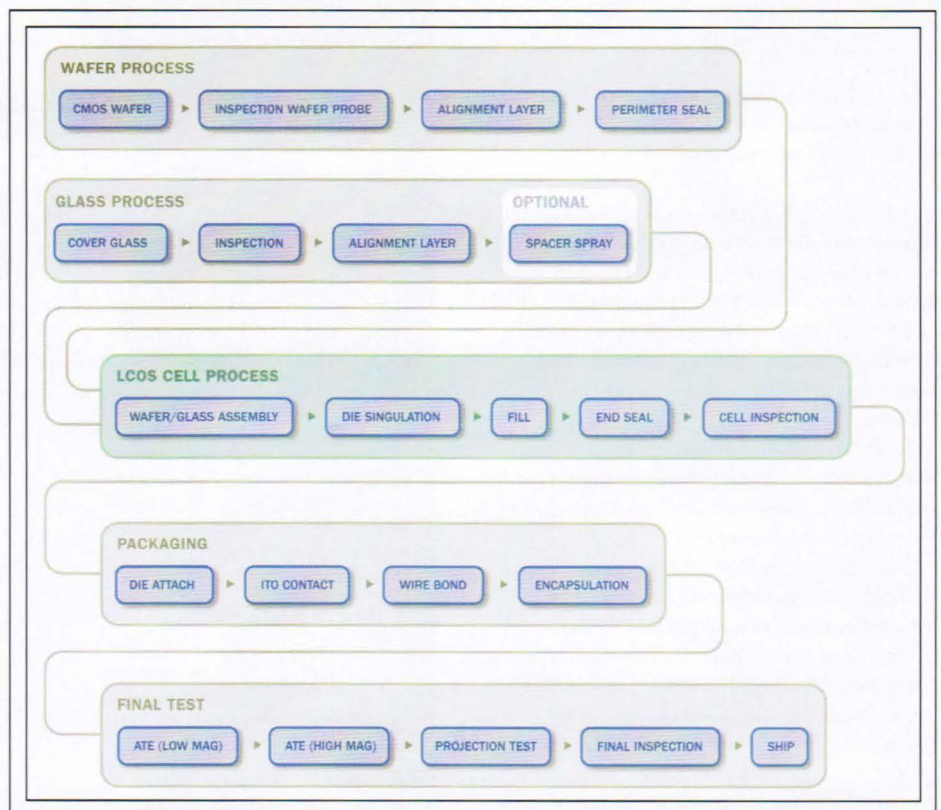 WAFER PROCESS
CMOS WAFER
INSPECTION WAFER PROBE
ALIGNMENT LAYER
PERIMETER SEAL
GLASS PROCESS
OPTIONAL
COVER GLASS
INSPECTION
ALIGNMENT LAYER
SPACER SPRAY
LCOS CELL PROCESS
WAFER/GLASS ASSEMBLY
DIE SINGULATION
FILL
END SEAL
CELL INSPECTION
PACKAGING
DIE ATTACH
ITO CONTACT
WIRE BOND
ENCAPSULATION
FINAL TEST
ATE (LOW MAG)
ATE (HIGH MAG)
PROJECTION TEST
FINAL INSPECTION
SHIP